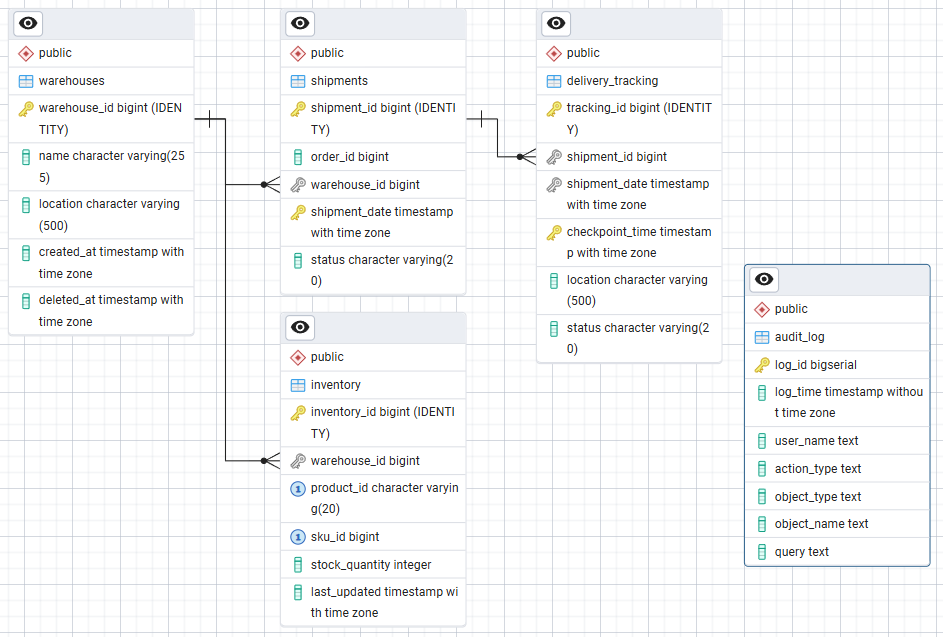 public
warehouses
warehouse_id bigint (IDEN
TITY)
name character varying(25
5)
location character varying
(500)
created_at timestamp with
time zone
deleted_at timestamp with
time zone
public
shipments
shipment_id bigint (IDENTI
TY)
order_id bigint
warehouse_id bigint
shipment_date timestamp
with time zone
status character varying(2
0)
public
inventory
inventory_id bigint (IDENTI
TY)
warehouse_id bigint
1 product_id character varyin
g(20)
1 sku_id bigint
stock_quantity integer
last_updated timestamp wi
th time zone
public
delivery_tracking
tracking_id bigint (IDENTIT
Y)
shipment_id bigint
shipment_date timestamp
with time zone
checkpoint_time timestam
p with time zone
location character varying
(500)
status character varying(2
0)
public
audit_log
log_id bigserial
log_time timestamp withou
t time zone
user_name text
action_type text
object_type text
object_name text
query text